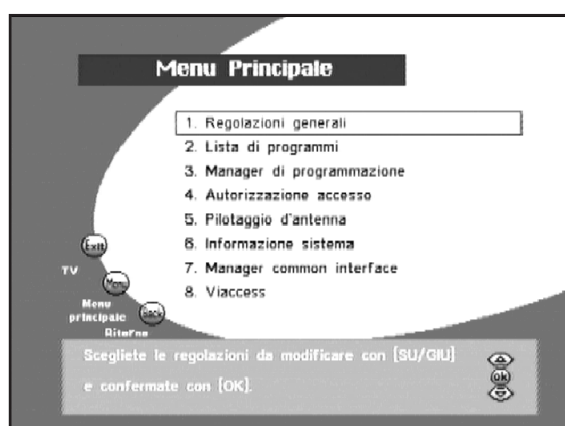 Menu Principale
1. Regolazioni generali
2. Lista di programmi
3. Manager di programmazione
4. Autorizzazione accesso
5. Pilotaggio d'antenna
6. Informazione sistema
7. Manager common interface
8. Viaccess
Exit
TV
Menu
Menu
principale
Back
Ritorno
Scegliete le regolazioni da modificare con [SU/GIU]
e confermate con [OK].
Ok